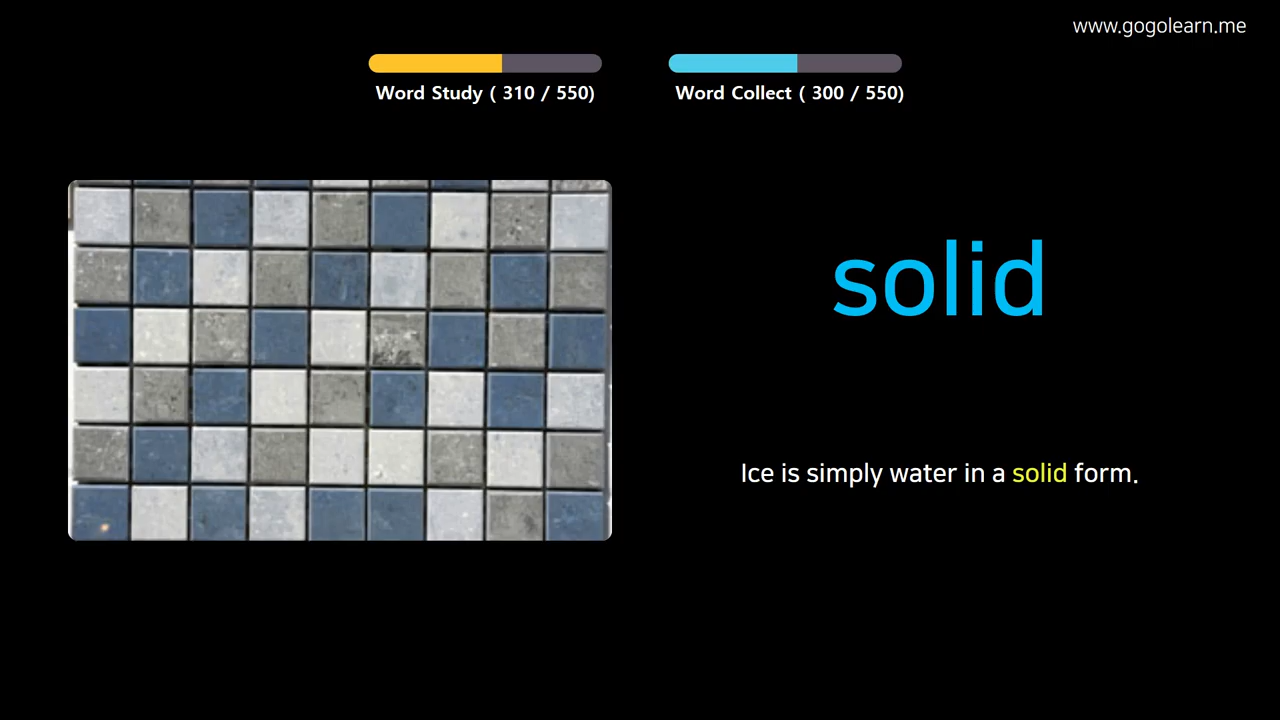 www.gogolearn.me
Word Study ( 310 / 550)
Word Collect ( 300 / 550)
solid
Ice is simply water in a solid form.